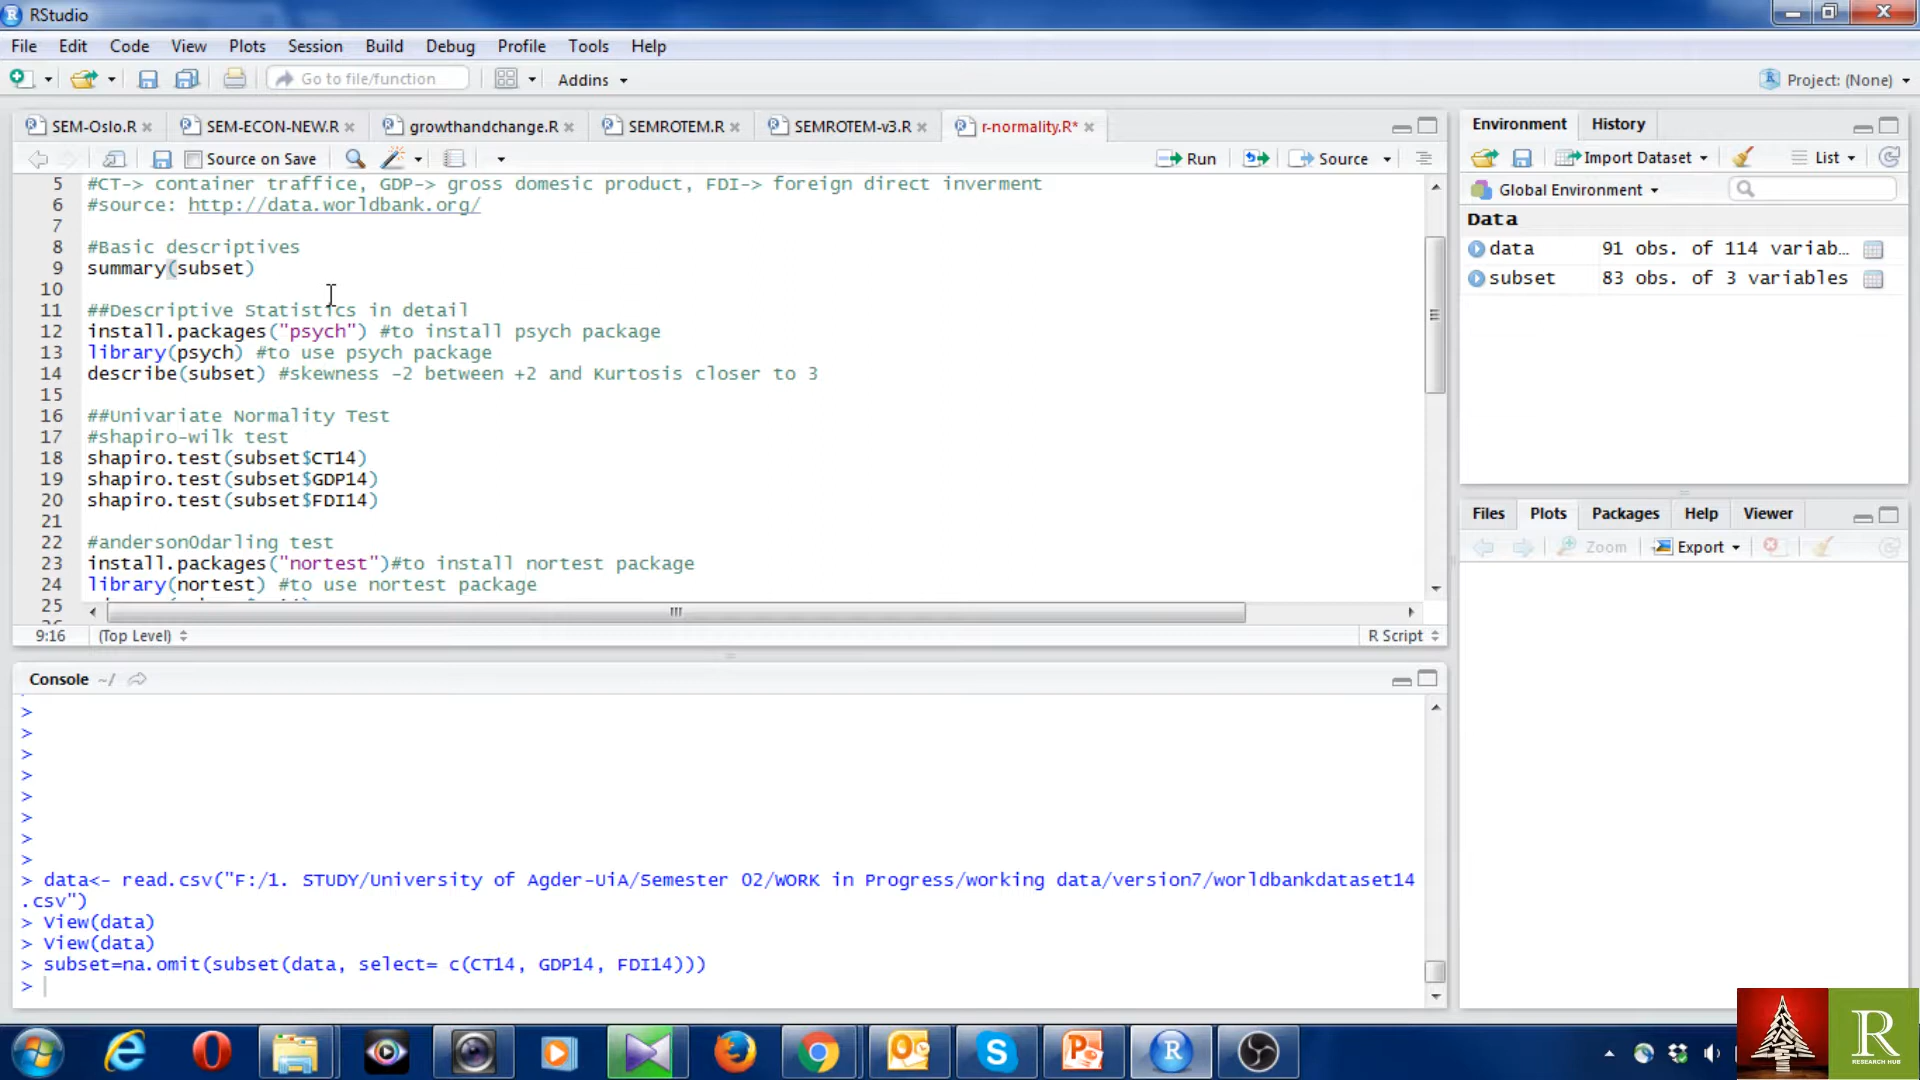 RStudio
File Edit Code View Plots Session Build Debug Profile Tools Help
Go to file/function Addins Project: (None)
SEM-Oslo.R SEM-ECON-NEW.R growthandchange.R SEMROTEM.R SEMROTEM-v3.R r-normality.R*
Source on Save Run Source
5 #CT-> container traffice, GDP-> gross domesic product, FDI-> foreign direct inverment
6 #source: http://data.worldbank.org/
7
8 #Basic descriptives
9 summary(subset)
10
11 ##Descriptive Statistics in detail
12 install.packages("psych") #to install psych package
13 library(psych) #to use psych package
14 describe(subset) #skewness -2 between +2 and Kurtosis closer to 3
15
16 ##Univariate Normality Test
17 #shapiro-wilk test
18 shapiro.test(subset$CT14)
19 shapiro.test(subset$GDP14)
20 shapiro.test(subset$FDI14)
21
22 #anderson0darling test
23 install.packages("nortest")#to install nortest package
24 library(nortest) #to use nortest package
25
9:16 (Top Level) R Script
Console ~/
>
>
>
>
>
>
>
>
> data<- read.csv("F:/1. STUDY/University of Agder-UiA/Semester 02/WORK in Progress/working data/version7/worldbankdataset14
.csv")
> View(data)
> View(data)
> subset=na.omit(subset(data, select= c(CT14, GDP14, FDI14)))
>
Environment History
Import Dataset List
Global Environment
Data
data 91 obs. of 114 variab…
subset 83 obs. of 3 variables
Files Plots Packages Help Viewer
Zoom Export
R
RESEARCH HUB